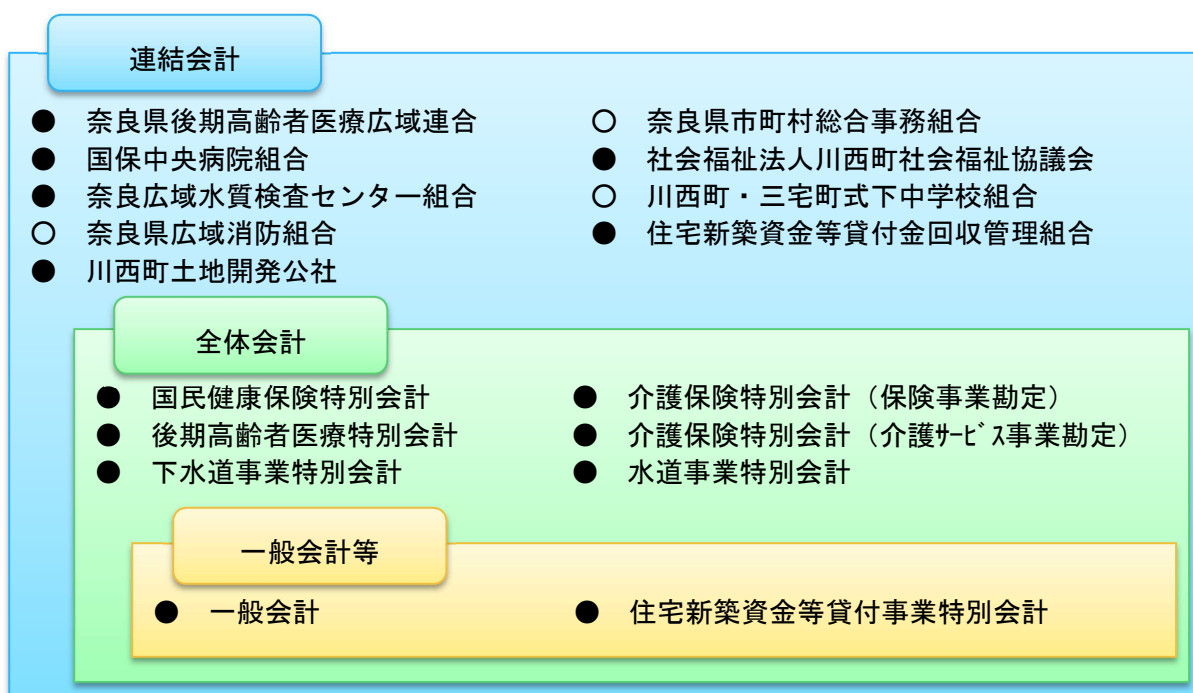 連結会計
● 奈良県後期高齢者医療広域連合
● 国保中央病院組合
● 奈良広域水質検査センター組合
○ 奈良県広域消防組合
● 川西町土地開発公社
○ 奈良県市町村総合事務組合
● 社会福祉法人川西町社会福祉協議会
○ 川西町・三宅町式下中学校組合
● 住宅新築資金等貸付金回収管理組合
全体会計
● 国民健康保険特別会計
● 後期高齢者医療特別会計
● 下水道事業特別会計
● 介護保険特別会計（保険事業勘定）
● 介護保険特別会計（介護ｻｰﾋﾞｽ事業勘定）
● 水道事業特別会計
一般会計等
● 一般会計
● 住宅新築資金等貸付事業特別会計